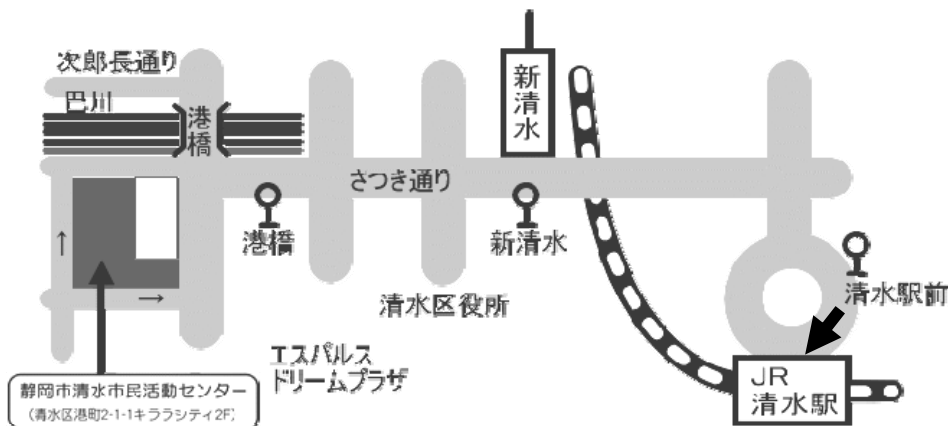 次郎長通り
巴川
港橋
新清水
さつき通り
港橋
新清水
清水駅前
清水区役所
エスパルス
ドリームプラザ
JR
清水駅
静岡市清水市民活動センター
(清水区港町2-1-1キララシティ2F)